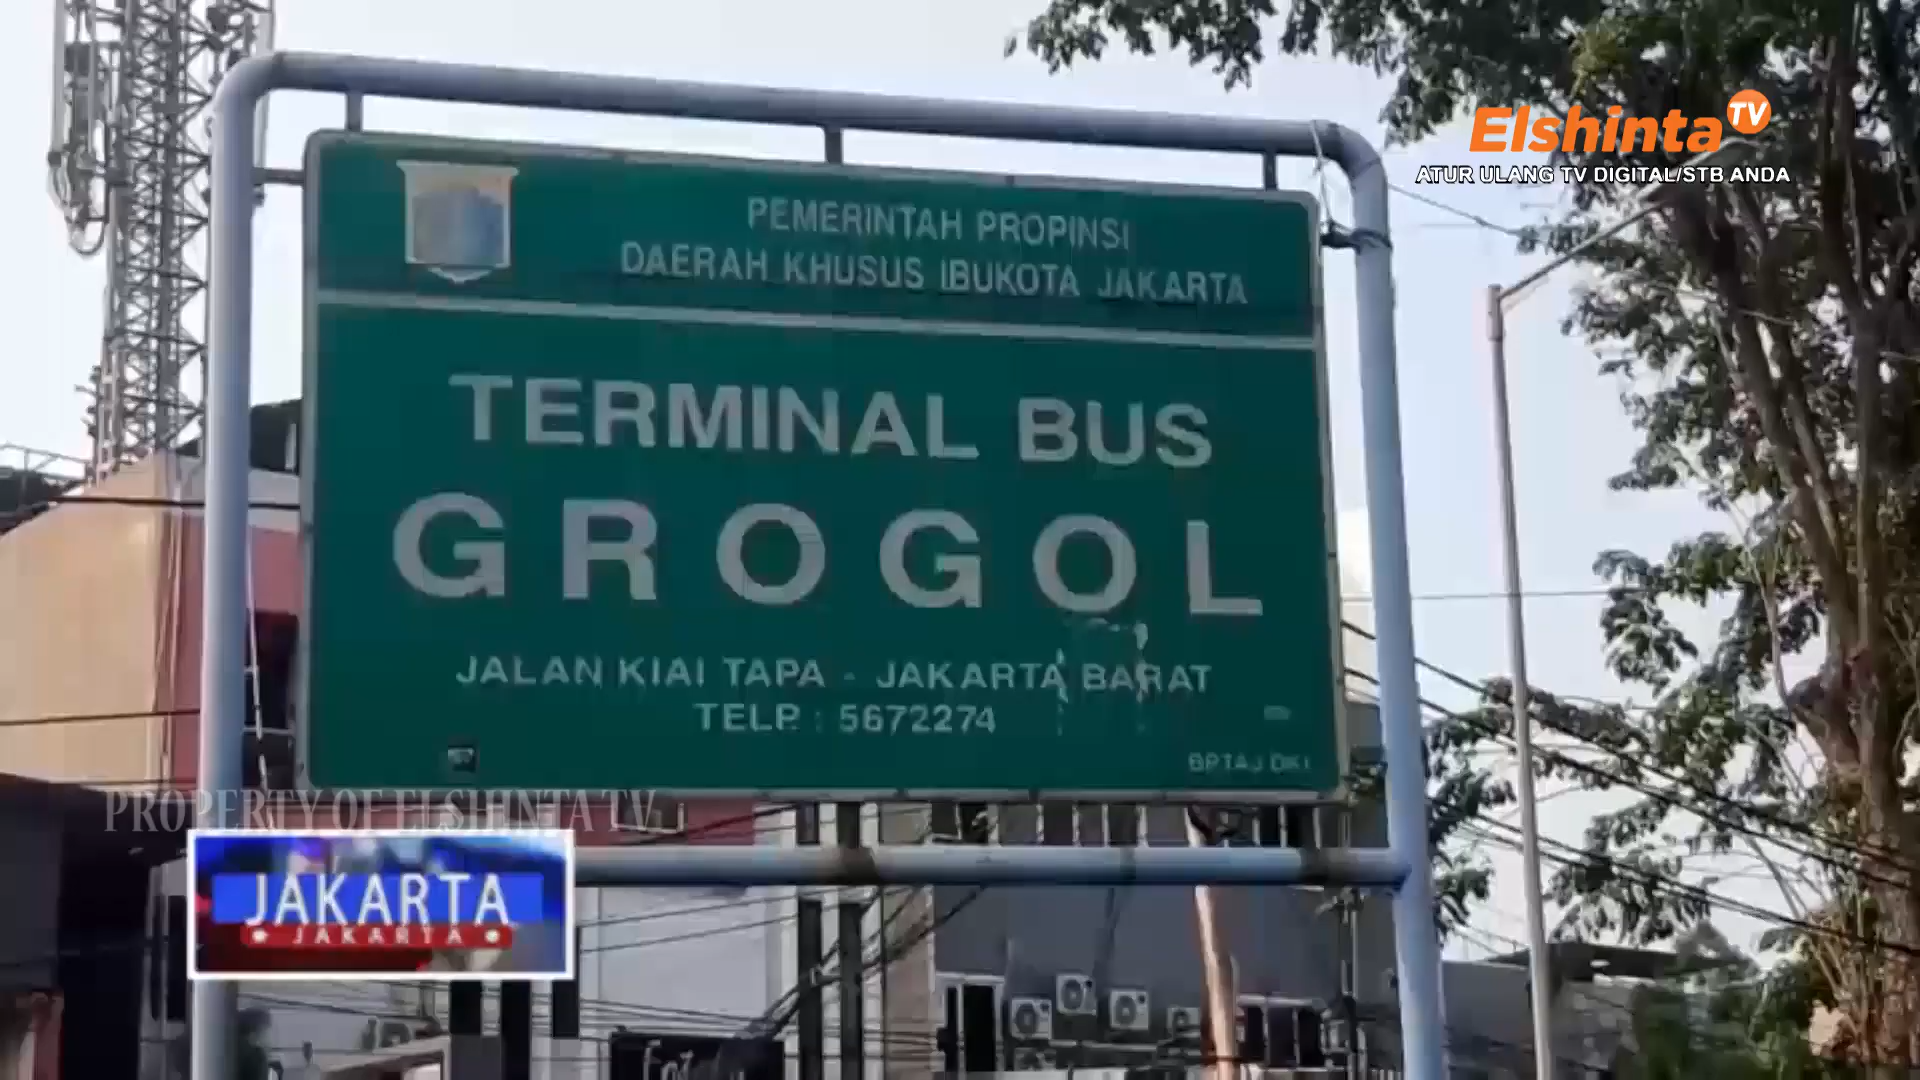 Elshinta TV
ATUR ULANG TV DIGITAL/STB ANDA
PEMERINTAH PROPINSI
DAERAH KHUSUS IBUKOTA JAKARTA
TERMINAL BUS
GROGOL
JALAN KIAI TAPA - JAKARTA BARAT
TELP : 5672274
BPTAJ DKI
PROPERTY OF ELSHINTA TV
JAKARTA
JAKARTA